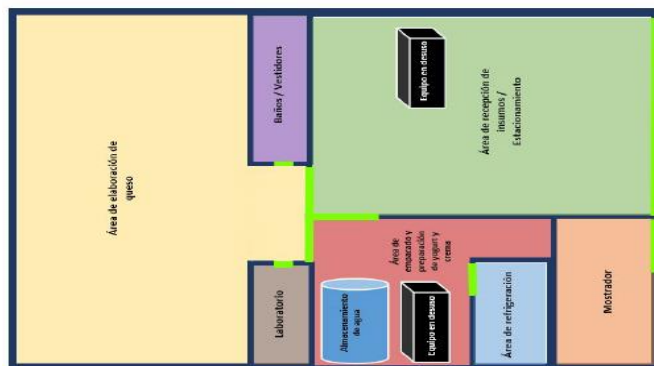 Área de elaboración de
queso
Baños / Vestidores
Laboratorio
Equipo en desuso
Área de recepción de
insumos /
Estacionamiento
Área de
empacado y
preparación
de yogurt y
crema
Almacenamiento
de agua
Equipo en desuso
Área de refrigeración
Mostrador